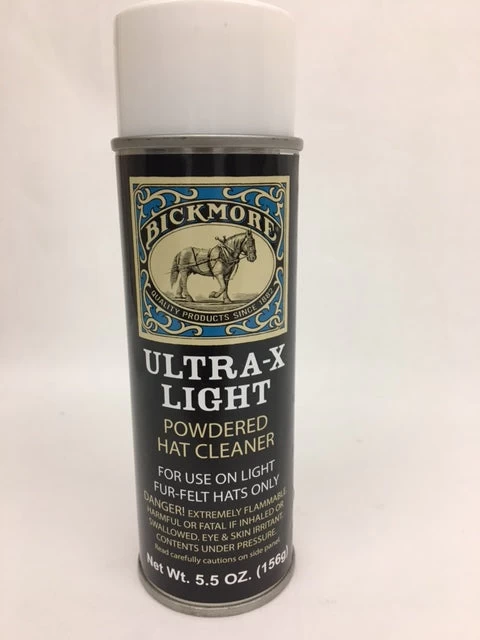 BICKMORE
QUALITY PRODUCTS SINCE 1882
ULTRA-X
LIGHT
POWDERED
HAT CLEANER
FOR USE ON LIGHT
FUR-FELT HATS ONLY
DANGER! EXTREMELY FLAMMABLE
HARMFUL OR FATAL IF INHALED OR
SWALLOWED. EYE & SKIN IRRITANT.
CONTENTS UNDER PRESSURE.
Read carefully cautions on side panel
Net Wt. 5.5 OZ. (156g)